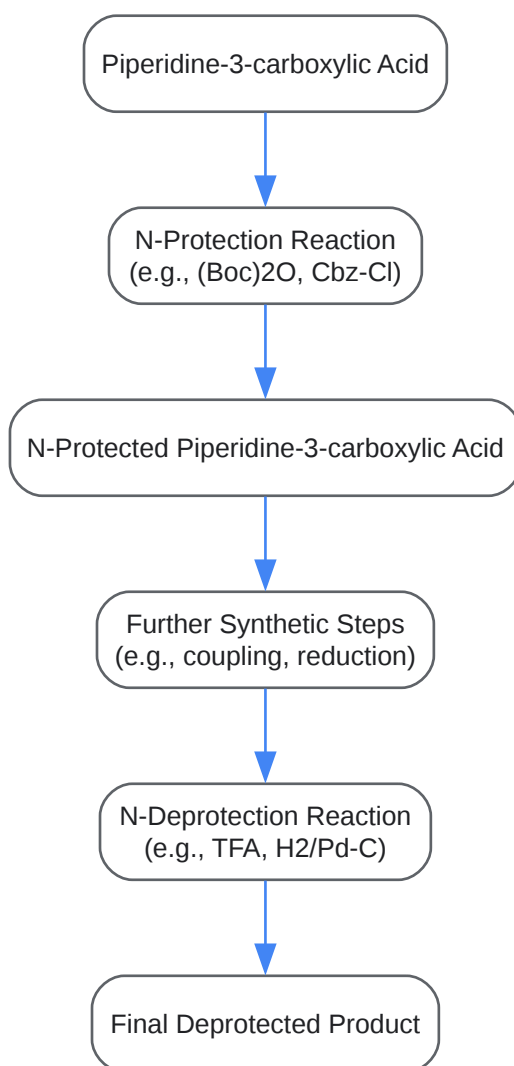 Piperidine-3-carboxylic Acid
N-Protection Reaction
(e.g., (Boc)2O, Cbz-Cl)
N-Protected Piperidine-3-carboxylic Acid
Further Synthetic Steps
(e.g., coupling, reduction)
N-Deprotection Reaction
(e.g., TFA, H2/Pd-C)
Final Deprotected Product